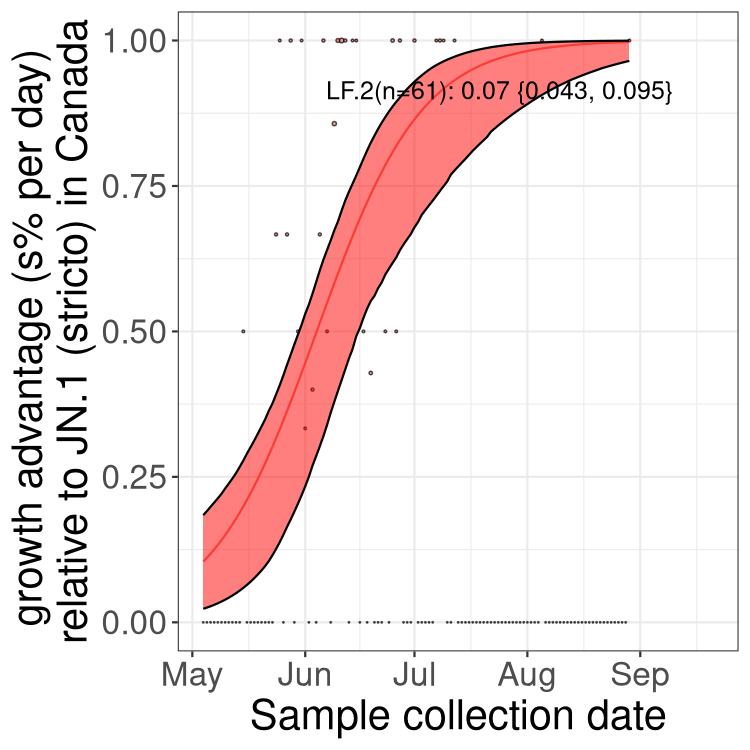 growth advantage (s% per day)
relative to JN.1 (stricto) in Canada
1.00
0.75
0.50
0.25
0.00
LF.2(n=61): 0.07 {0.043, 0.095}
May Jun Jul Aug Sep
Sample collection date